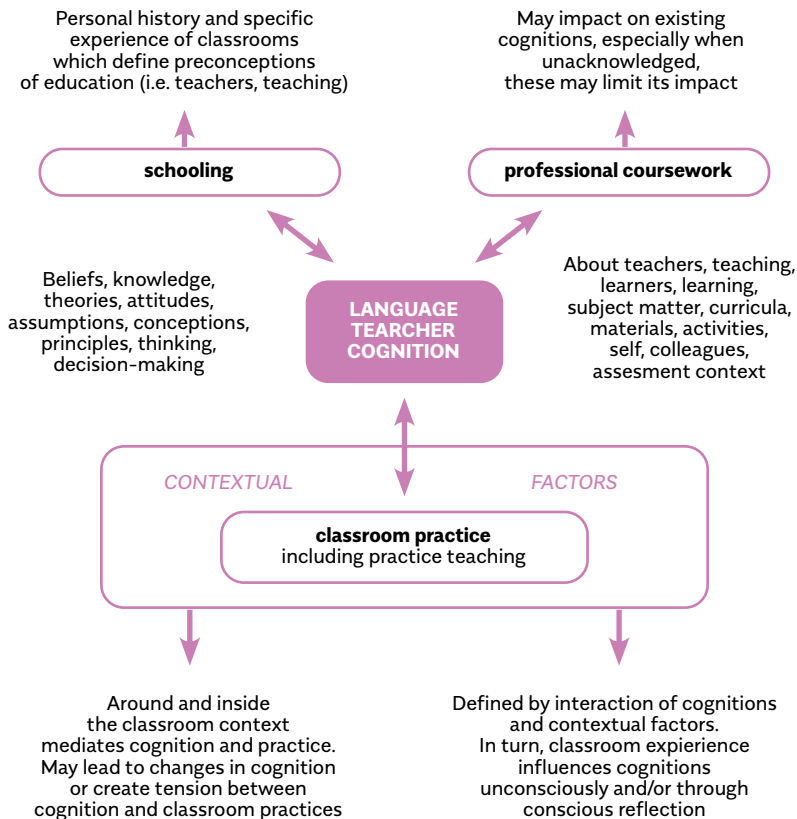 Personal history and specific
experience of classrooms
which define preconceptions
of education (i.e. teachers, teaching)
May impact on existing
cognitions, especially when
unacknowledged,
these may limit its impact
schooling
professional coursework
Beliefs, knowledge,
theories, attitudes,
assumptions, conceptions,
principles, thinking,
decision-making
LANGUAGE
TEARCHER
COGNITION
About teachers, teaching,
learners, learning,
subject matter, curricula,
materials, activities,
self, colleagues,
assesment context
CONTEXTUAL FACTORS
classroom practice
including practice teaching
Around and inside
the classroom context
mediates cognition and practice.
May lead to changes in cognition
or create tension between
cognition and classroom practices
Defined by interaction of cognitions
and contextual factors.
In turn, classroom expierience
influences cognitions
unconsciously and/or through
conscious reflection